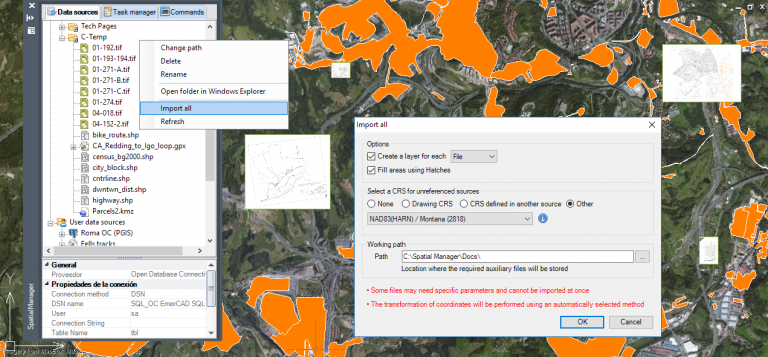 Data sources
Task manager
Commands
Tech Pages
C-Temp
01-192.tif
01-193-194.tif
01-271-A.tif
01-271-B.tif
01-271-C.tif
01-274.tif
04-018.tif
04-152-2.tif
bike_route.shp
CA_Redding_to_lgo_loop.gpx
census_bg2000.shp
city_block.shp
cntrline.shp
dwntwn_dist.shp
highway.shp
Parcels2.kmz
User data sources
Roma OC (PGIS)
Fells tracks
Change path
Delete
Rename
Open folder in Windows Explorer
Import all
Refresh
General
Proveedor Open Database Connecti
Propiedades de la conexión
Connection method DSN
DSN name SQL_OC EmerCAD SQL S
User sa
Connection String
Table Name tbl
SpatialManager
Import all
Options
Create a layer for each File
Fill areas using Hatches
Select a CRS for unreferenced sources
None Drawing CRS CRS defined in another source Other
NAD83(HARN) / Montana (2818)
Working path
Path C:\Spatial Manager\Docs\ ...
Location where the required auxiliary files will be stored
• Some files may need specific parameters and cannot be imported at once
• The transformation of coordinates will be performed using an automatically selected method
OK Cancel